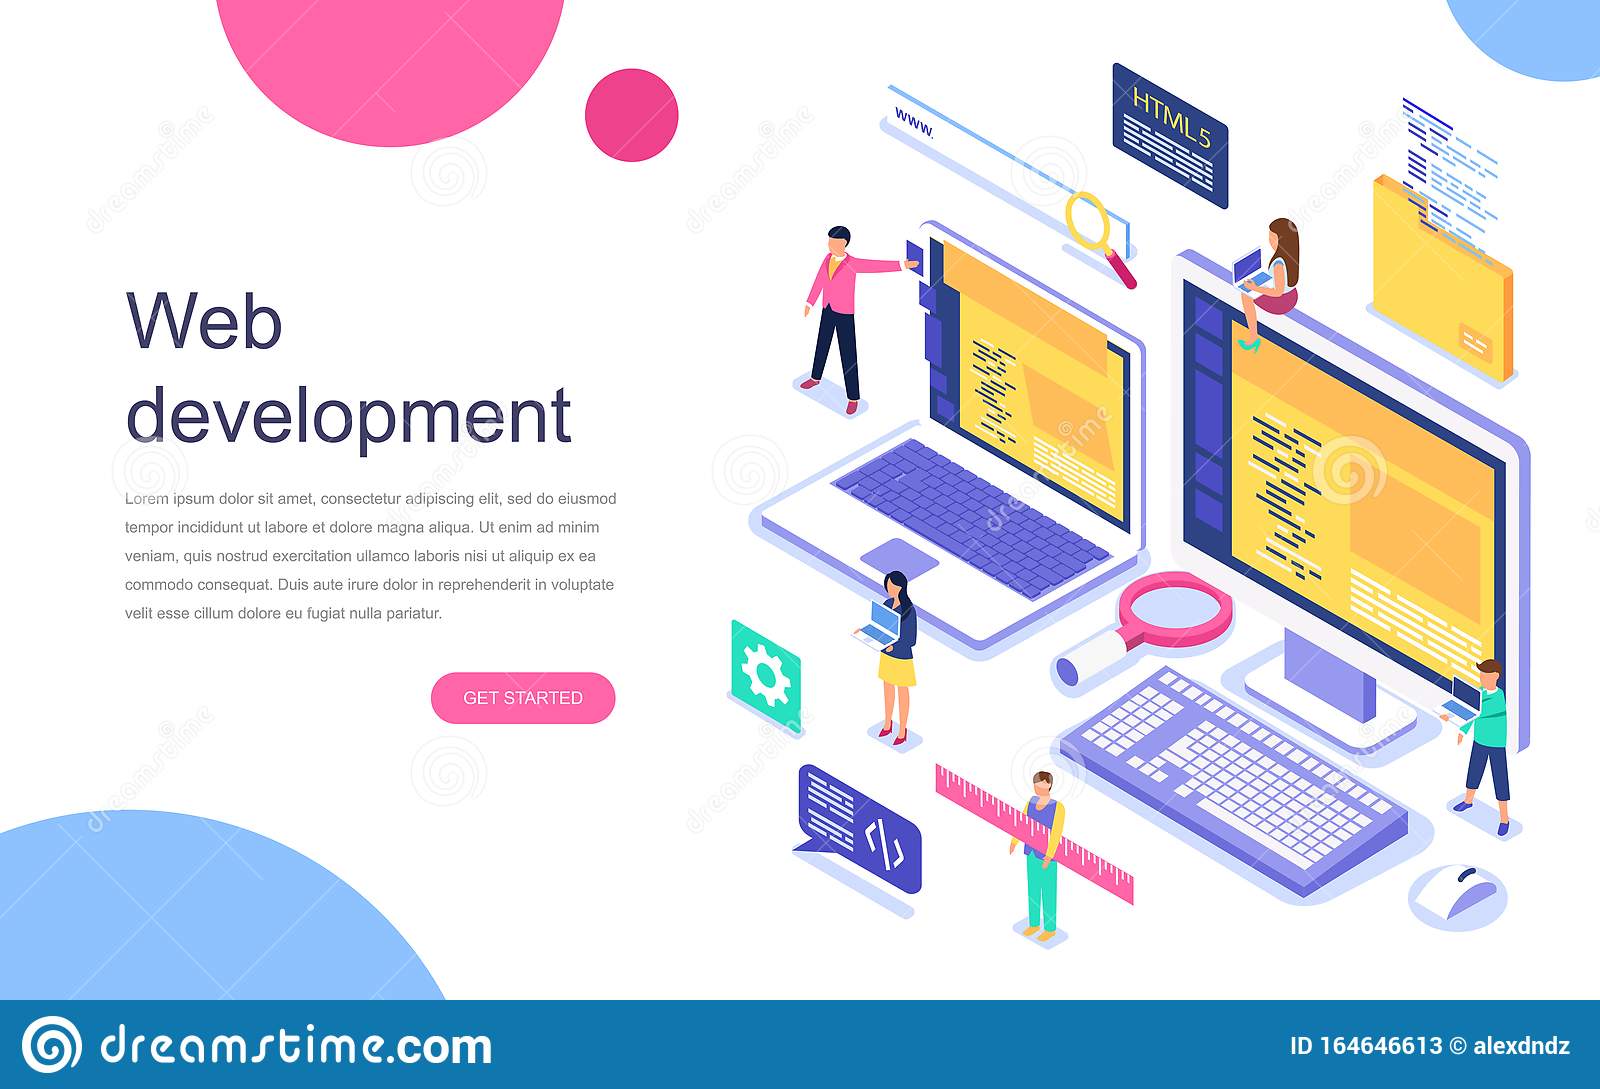 www.
HTML5
Web
development
Lorem ipsum dolor sit amet, consectetur adipiscing elit, sed do eiusmod
tempor incididunt ut labore et dolore magna aliqua. Ut enim ad minim
veniam, quis nostrud exercitation ullamco laboris nisi ut aliquip ex ea
commodo consequat. Duis aute irure dolor in reprehenderit in voluptate
velit esse cillum dolore eu fugiat nulla pariatur.
GET STARTED
</>
dreamstime.com
ID 164646613 © alexdndz